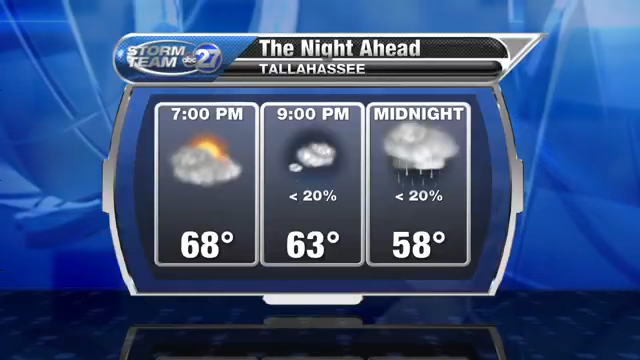 STORM
TEAM abc 27
The Night Ahead
TALLAHASSEE
7:00 PM
68°
9:00 PM
< 20%
63°
MIDNIGHT
< 20%
58°